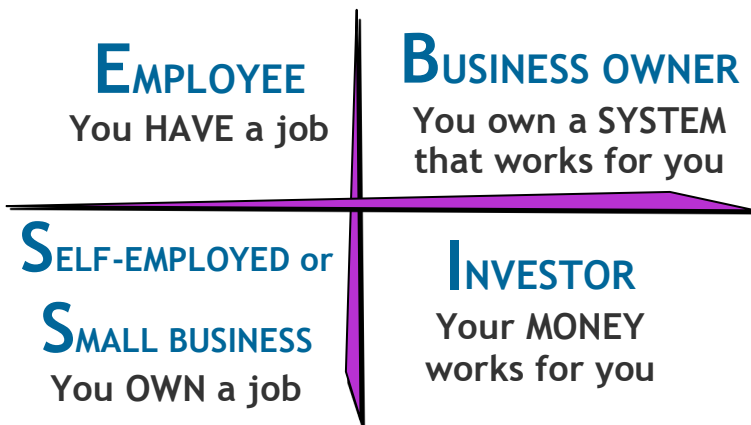 EMPLOYEE
You HAVE a job
BUSINESS OWNER
You own a SYSTEM
that works for you
SELF-EMPLOYED or
SMALL BUSINESS
You OWN a job
INVESTOR
Your MONEY
works for you